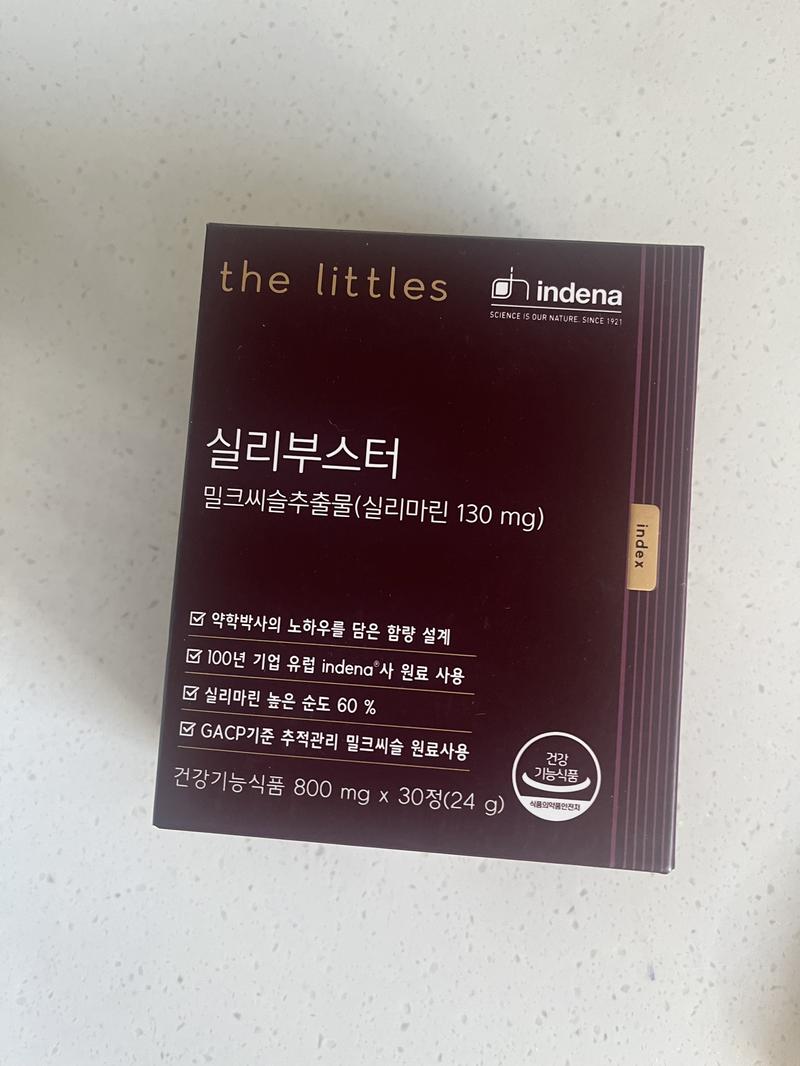 the littles
indena
SCIENCE IS OUR NATURE. SINCE 1921
실리부스터
밀크씨슬추출물(실리마린 130 mg)
index
약학박사의 노하우를 담은 함량 설계
100년 기업 유럽 indena®사 원료 사용
실리마린 높은 순도 60 %
GACP기준 추적관리 밀크씨슬 원료사용
건강기능식품 800 mg x 30정(24 g)
건강
기능식품
식품의약품안전처